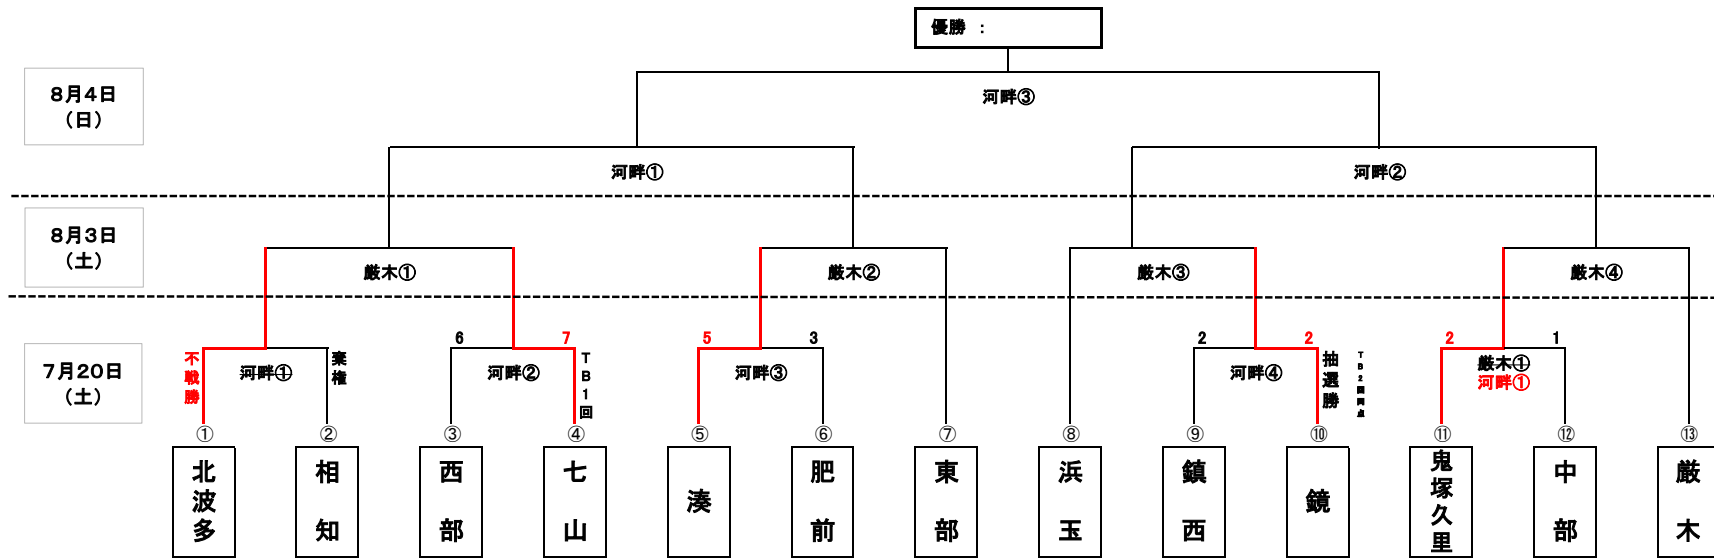 優勝 ：
8月4日
（日）
河畔③
河畔①
河畔②
8月3日
（土）
厳木①
厳木②
厳木③
厳木④
7月20日
（土）
不戦勝
河畔①
棄権
6
河畔②
7
TB1回
5
河畔③
3
2
河畔④
2
抽選勝
TB2回同点
2
厳木①
河畔①
1
①
②
③
④
⑤
⑥
⑦
⑧
⑨
⑩
⑪
⑫
⑬
北波多
相知
西部
七山
湊
肥前
東部
浜玉
鎮西
鏡
鬼塚久里
中部
厳木